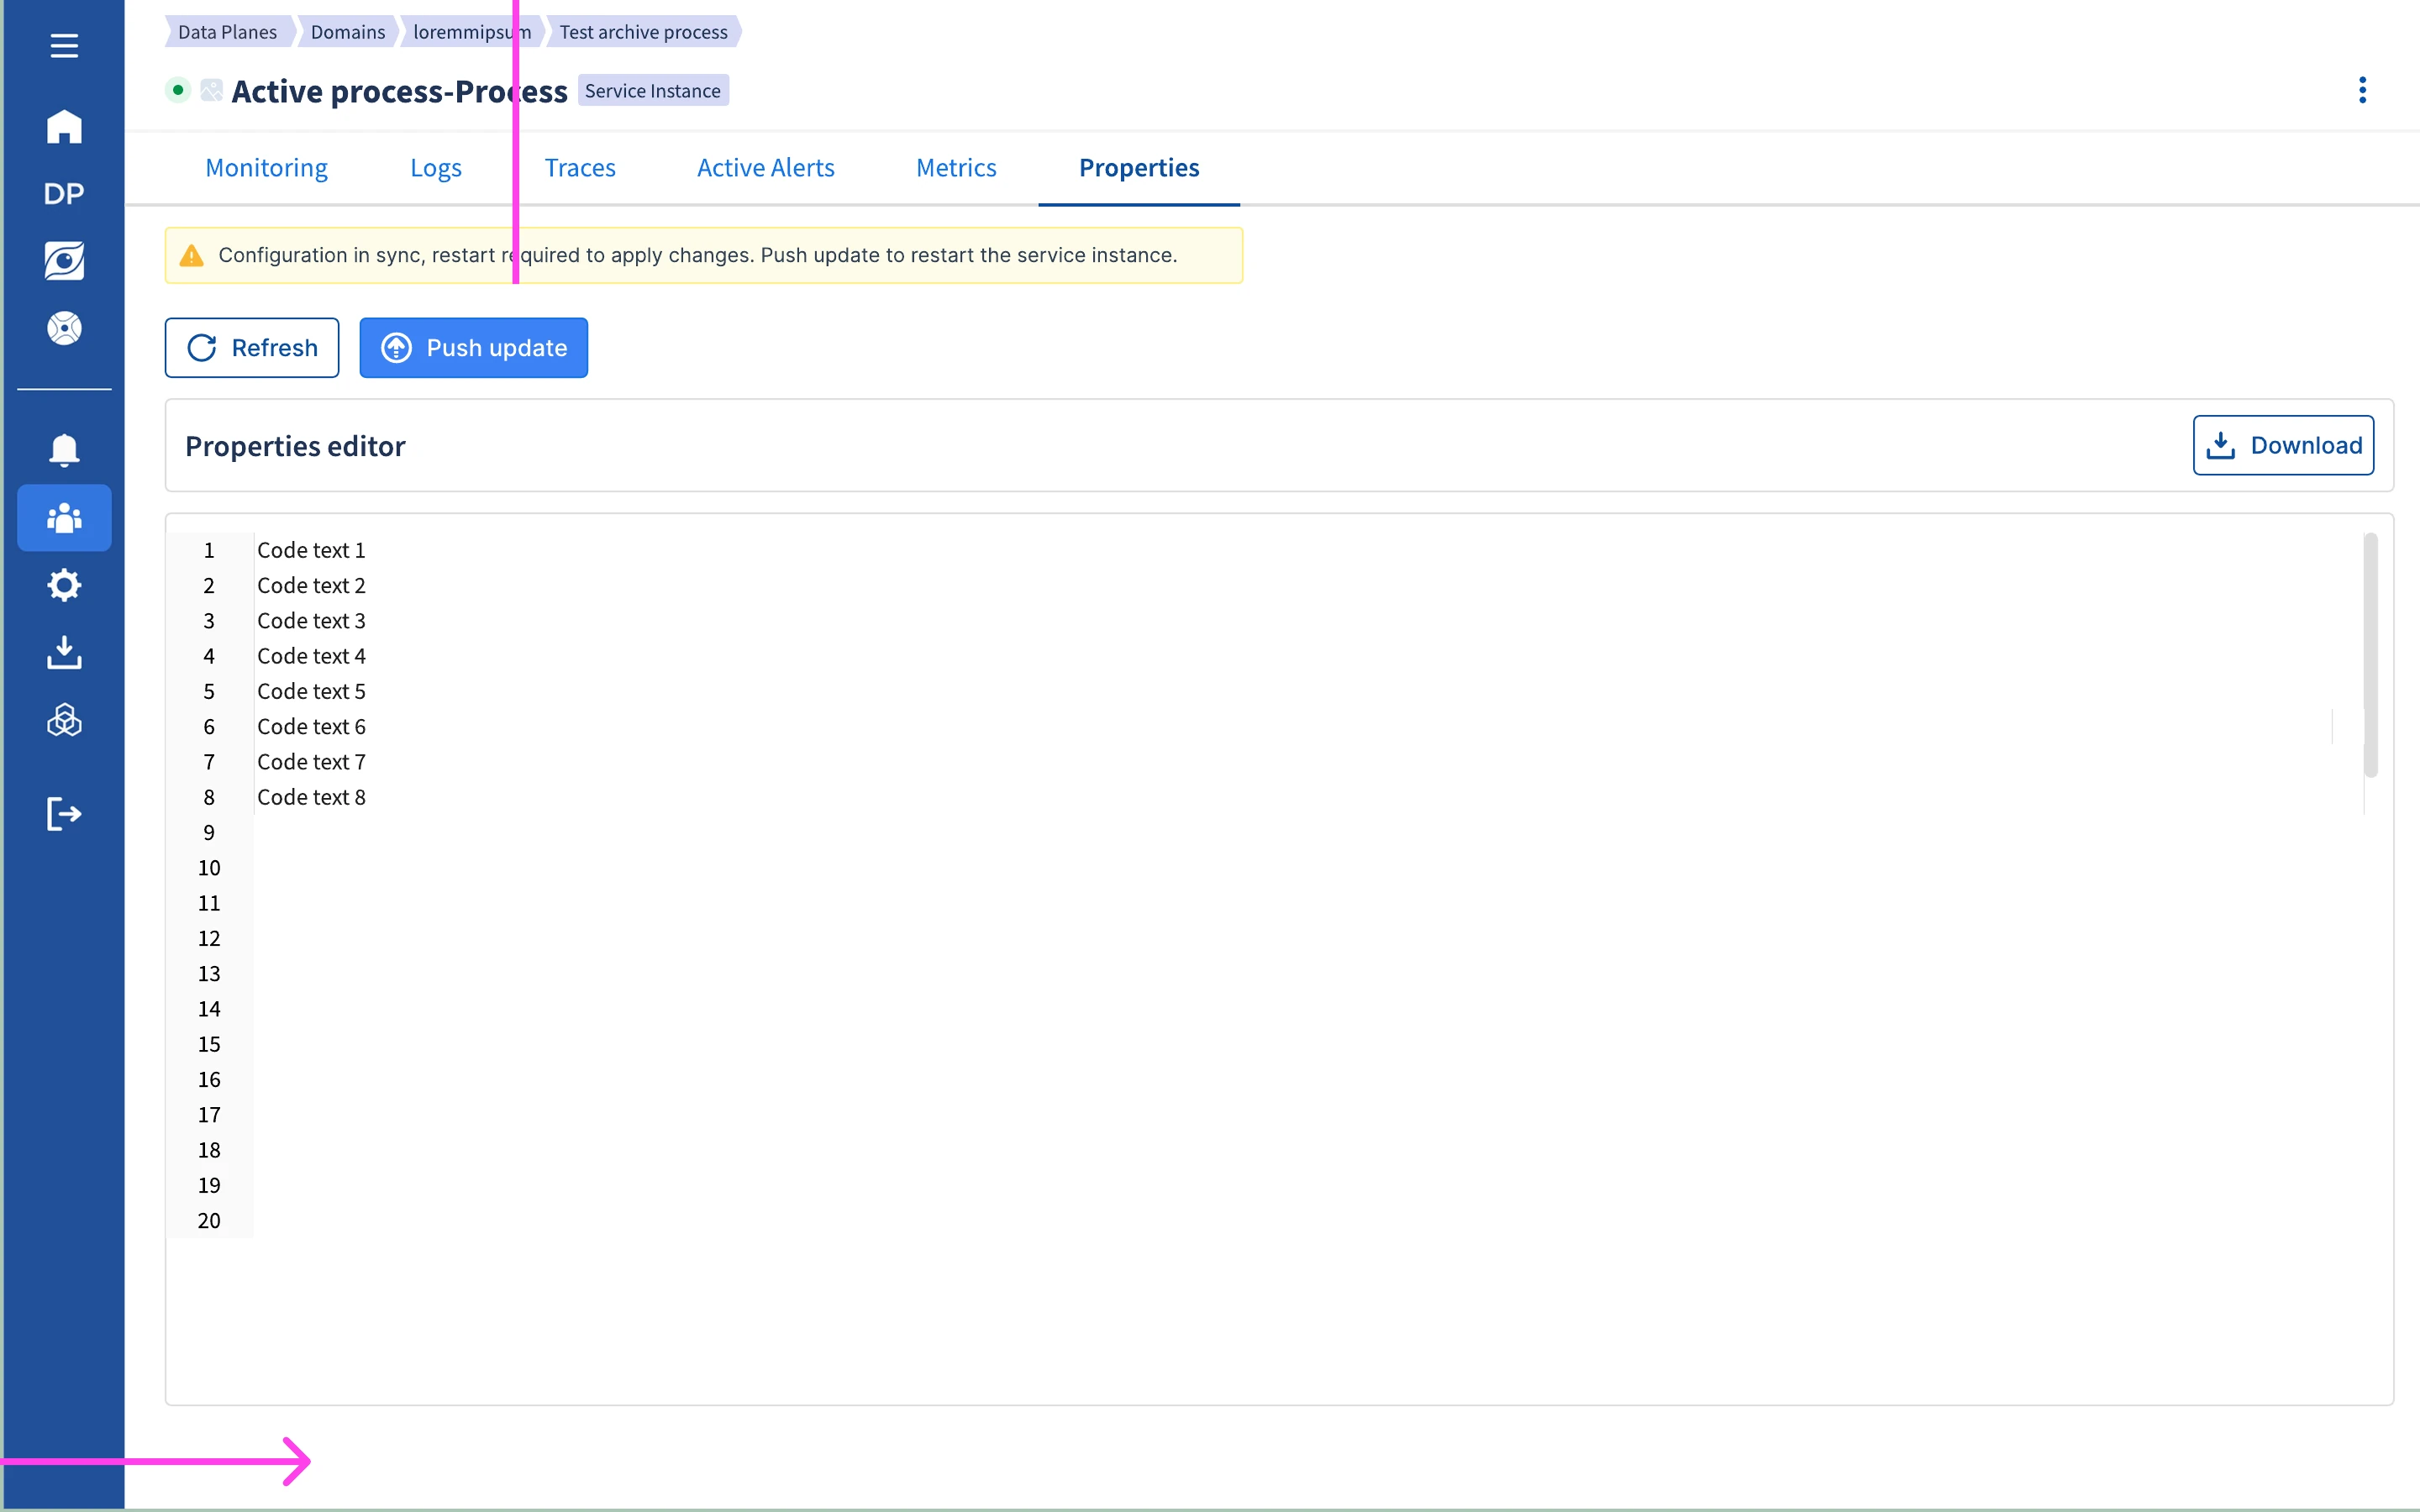 Data Planes
Domains
loremmipsum
Test archive process
Active process-Process
Service Instance
DP
Monitoring
Logs
Traces
Active Alerts
Metrics
Properties
Configuration in sync, restart required to apply changes. Push update to restart the service instance.
Refresh
Push update
Properties editor
Download
1 Code text 1
2 Code text 2
3 Code text 3
4 Code text 4
5 Code text 5
6 Code text 6
7 Code text 7
8 Code text 8
9
10
11
12
13
14
15
16
17
18
19
20